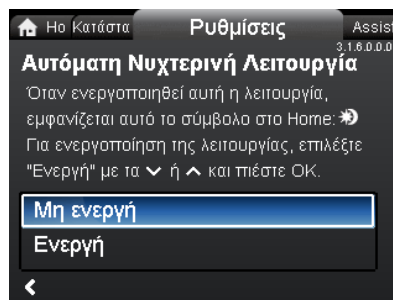 Ho Κατάστα Ρυθμίσεις Assist
3.1.6.0.0.0
Αυτόματη Νυχτερινή Λειτουργία
Όταν ενεργοποιηθεί αυτή η λειτουργία,
εμφανίζεται αυτό το σύμβολο στο Home:
Για ενεργοποίηση της λειτουργίας, επιλέξτε
"Ενεργή" με τα ή και πιέστε OK.
Μη ενεργή
Ενεργή